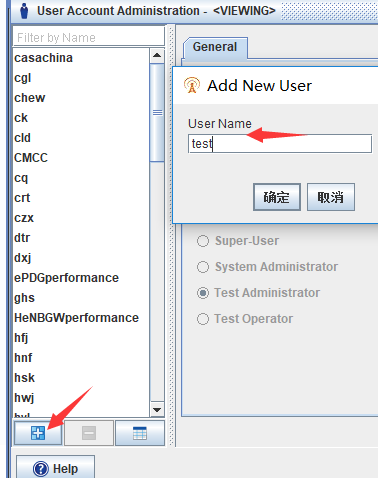 User Account Administration - <VIEWING>
Filter by Name
General
casachina
cgl
chew
ck
cld
CMCC
cq
crt
czx
dtr
dxj
ePDGperformance
ghs
HeNBGWperformance
hfj
hnf
hsk
hwj
Add New User
User Name
test
确定
取消
Super-User
System Administrator
Test Administrator
Test Operator
Help